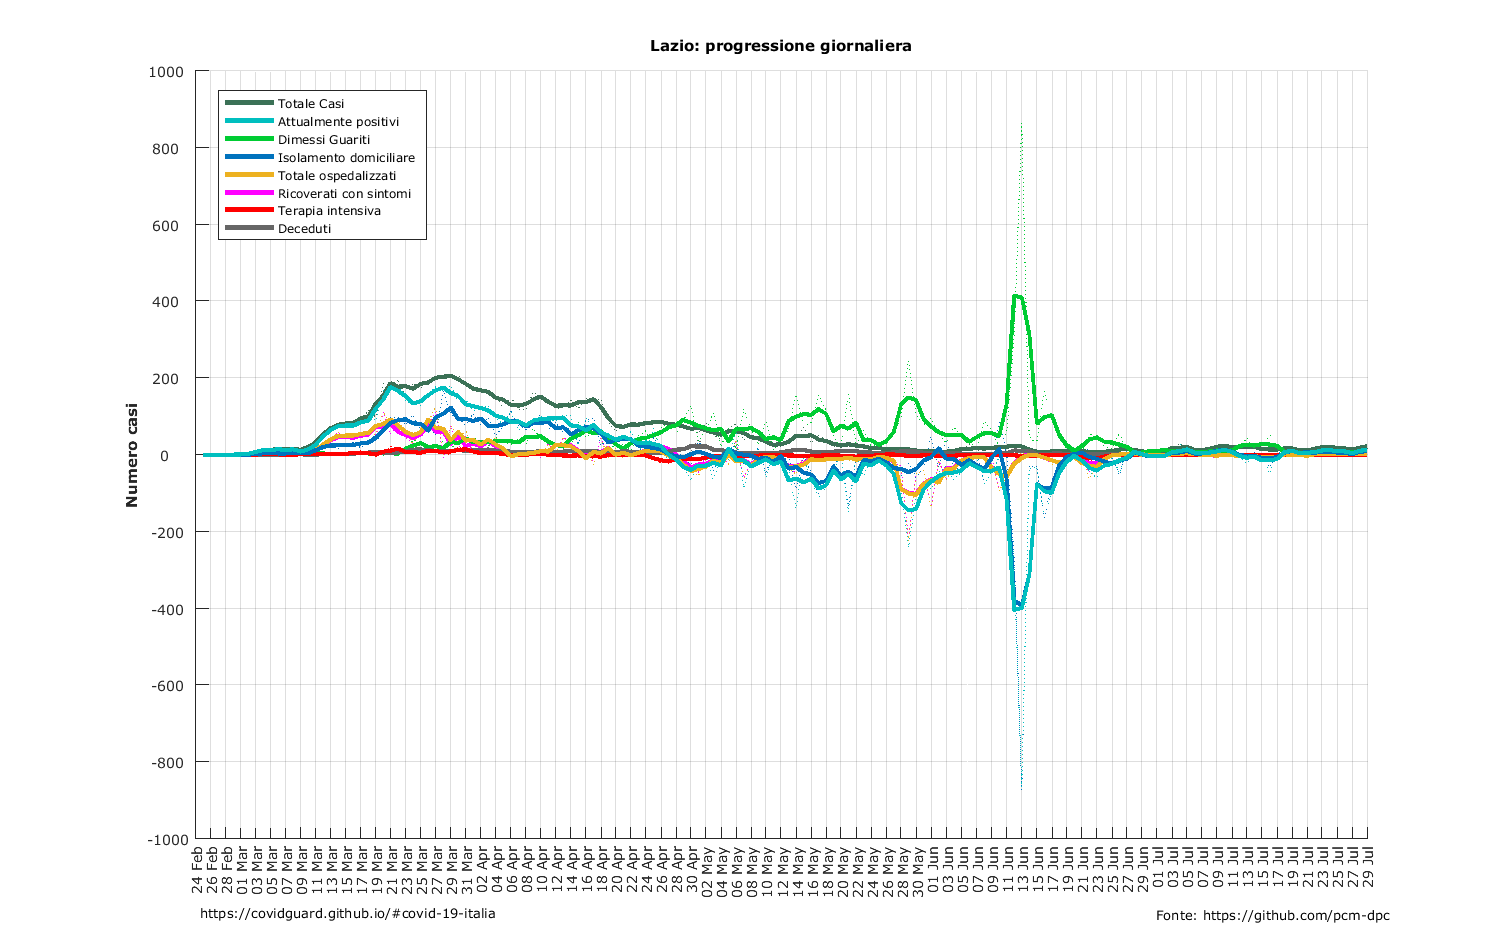 Lazio: progressione giornaliera
Numero casi
1000
800
600
400
200
0
-200
-400
-600
-800
-1000
Totale Casi
Attualmente positivi
Dimessi Guariti
Isolamento domiciliare
Totale ospedalizzati
Ricoverati con sintomi
Terapia intensiva
Deceduti
24 Feb
26 Feb
28 Feb
01 Mar
03 Mar
05 Mar
07 Mar
09 Mar
11 Mar
13 Mar
15 Mar
17 Mar
19 Mar
21 Mar
23 Mar
25 Mar
27 Mar
29 Mar
31 Mar
02 Apr
04 Apr
06 Apr
08 Apr
10 Apr
12 Apr
14 Apr
16 Apr
18 Apr
20 Apr
22 Apr
24 Apr
26 Apr
28 Apr
30 Apr
02 May
04 May
06 May
08 May
10 May
12 May
14 May
16 May
18 May
20 May
22 May
24 May
26 May
28 May
30 May
01 Jun
03 Jun
05 Jun
07 Jun
09 Jun
11 Jun
13 Jun
15 Jun
17 Jun
19 Jun
21 Jun
23 Jun
25 Jun
27 Jun
29 Jun
01 Jul
03 Jul
05 Jul
07 Jul
09 Jul
11 Jul
13 Jul
15 Jul
17 Jul
19 Jul
21 Jul
23 Jul
25 Jul
27 Jul
29 Jul
https://covidguard.github.io/#covid-19-italia
Fonte: https://github.com/pcm-dpc